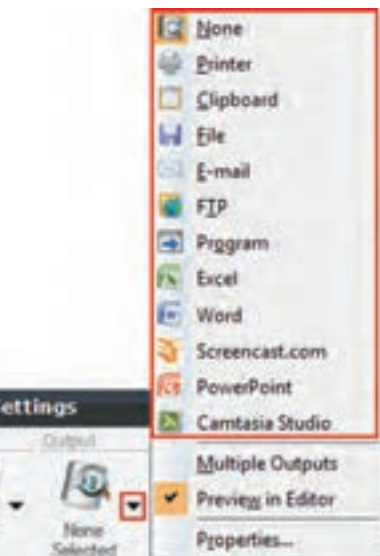 None
Printer
Clipboard
File
E-mail
FTP
Program
Excel
Word
Screencast.com
PowerPoint
Camtasia Studio
ettings
Output
Multiple Outputs
Preview in Editor
None
Selected
Properties...